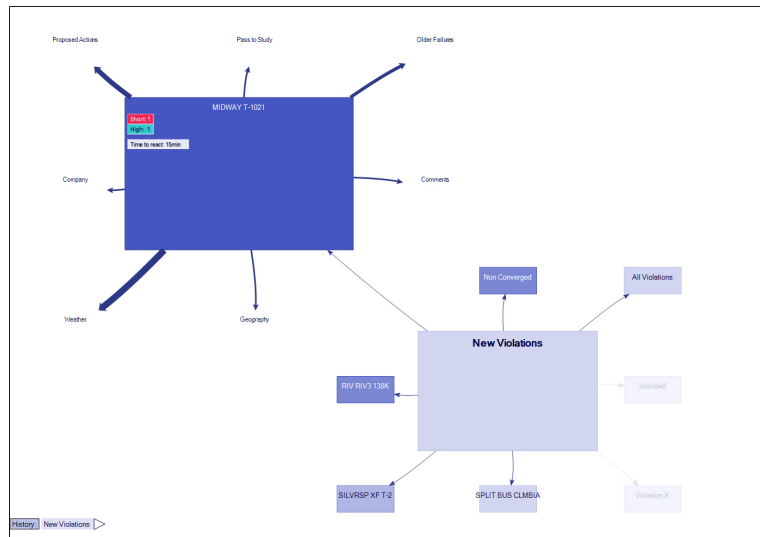 Proposed Actions
Pass to Study
Older Failures
MIDWAY T-1021
Short: 1
High: 1
Time to react: 15min
Company
Comments
Weather
Geography
Non Converged
All Violations
New Violations
RIV RIV3 138K
Islanded
SILVRSP XF T-2
SPLIT BUS CLMBIA
Violation X
History:
New Violations